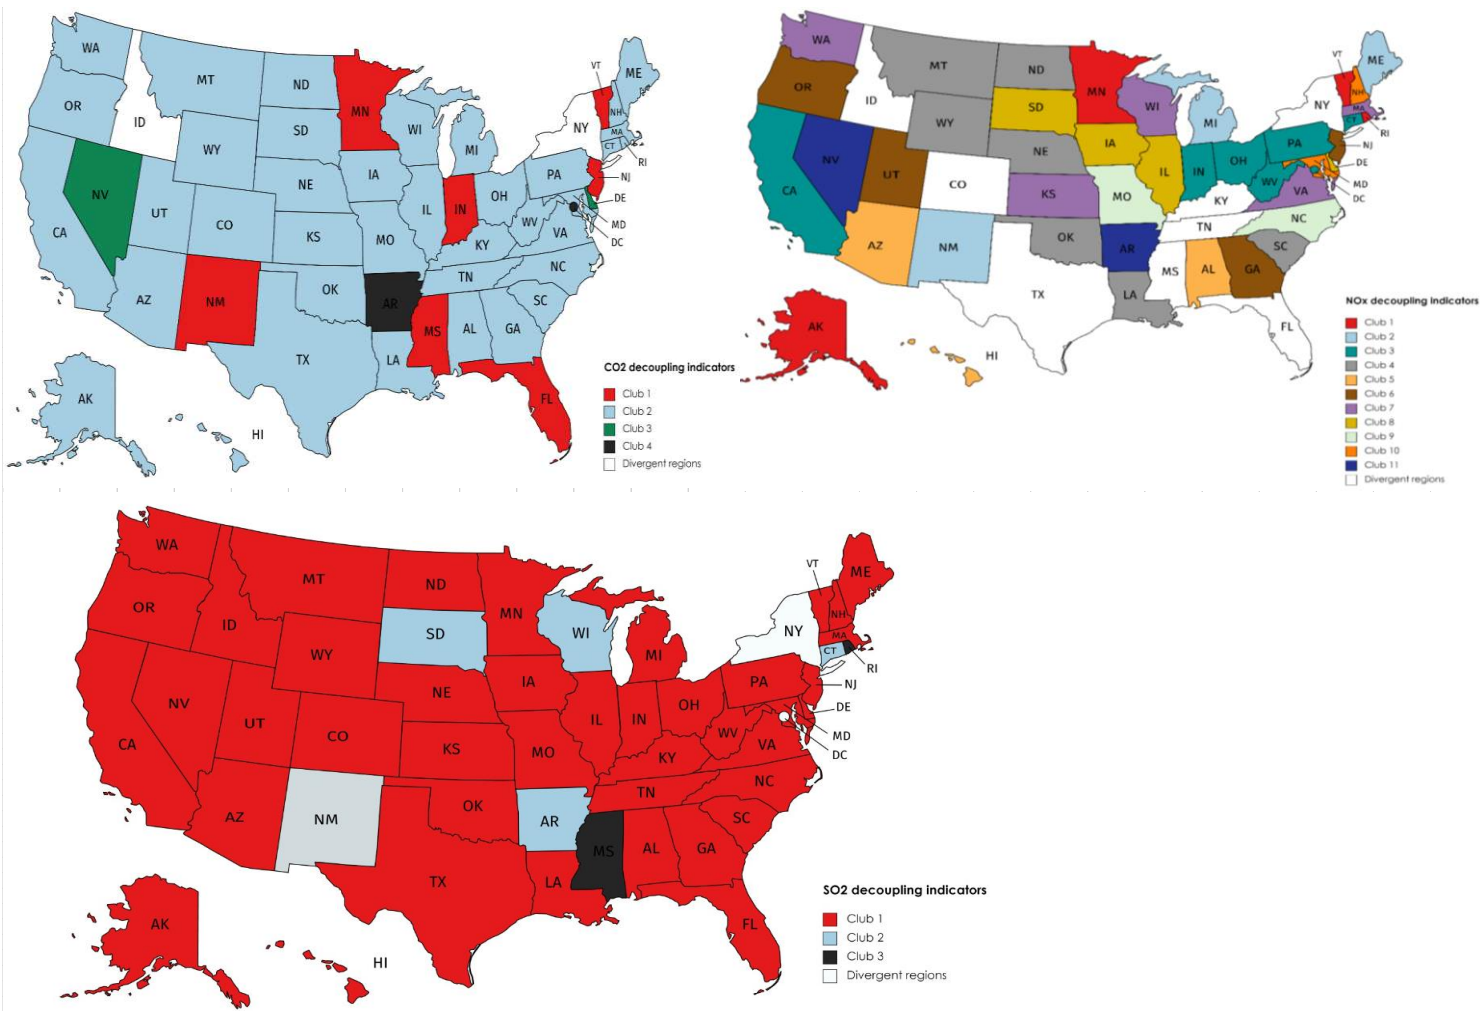 WA
MT
ND
MN
VT
ME
OR
ID
SD
WI
NH
NY
MA
CT
RI
WY
MI
IA
PA
NJ
NE
NV
OH
DE
IL
IN
UT
CO
WV
MD
VA
DC
CA
KS
MO
KY
NC
TN
AZ
NM
OK
AR
SC
MS
AL
GA
TX
LA
FL
AK
HI
CO2 decoupling indicators
Club 1
Club 2
Club 3
Club 4
Divergent regions
WA
MT
ND
MN
VT
ME
OR
ID
SD
WI
NH
NY
MA
CT
RI
WY
MI
IA
PA
NJ
NE
NV
OH
DE
IL
IN
UT
CO
WV
MD
VA
DC
CA
KS
MO
KY
NC
TN
AZ
NM
OK
AR
SC
MS
AL
GA
TX
LA
FL
AK
HI
NOx decoupling indicators
Club 1
Club 2
Club 3
Club 4
Club 5
Club 6
Club 7
Club 8
Club 9
Club 10
Club 11
Divergent regions
WA
MT
ND
MN
VT
ME
OR
ID
SD
WI
NH
NY
MA
CT
RI
WY
MI
IA
PA
NJ
NE
NV
OH
DE
IL
IN
UT
CO
WV
MD
VA
DC
CA
KS
MO
KY
NC
TN
AZ
NM
OK
AR
SC
MS
AL
GA
TX
LA
FL
AK
HI
SO2 decoupling indicators
Club 1
Club 2
Club 3
Divergent regions